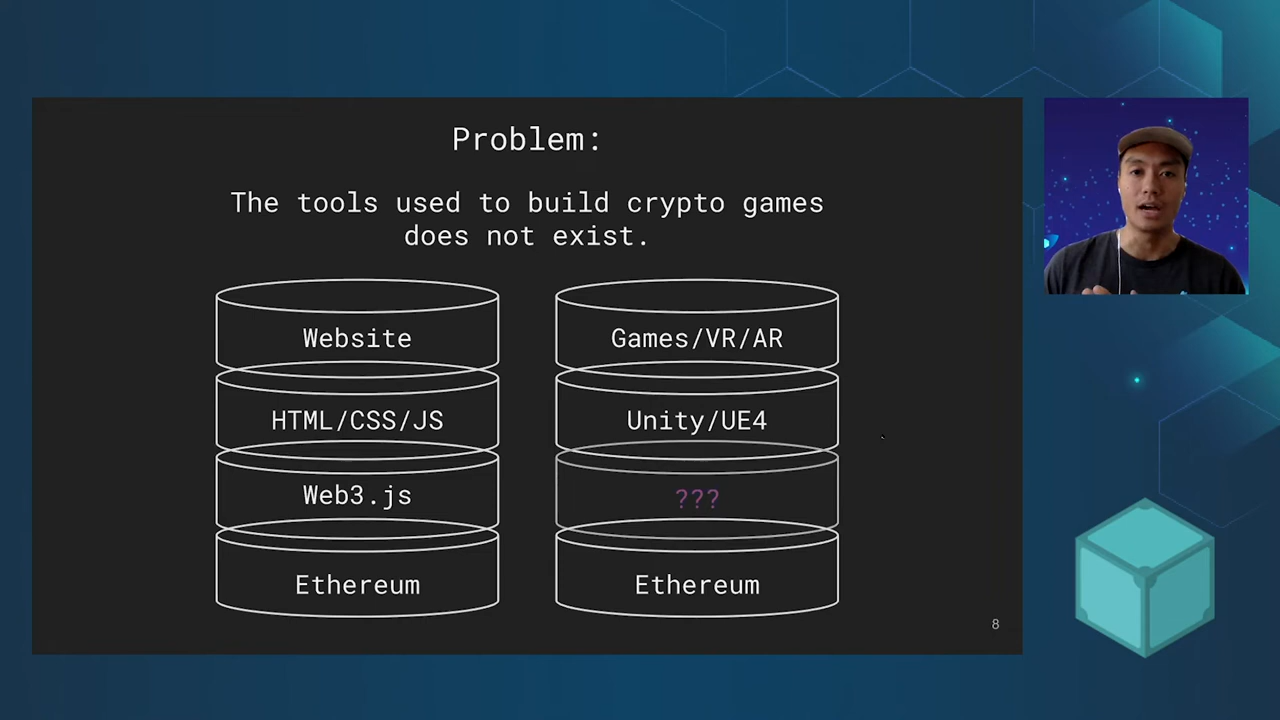 Problem:
The tools used to build crypto games
does not exist.
Website
HTML/CSS/JS
Web3.js
Ethereum
Games/VR/AR
Unity/UE4
???
Ethereum
8